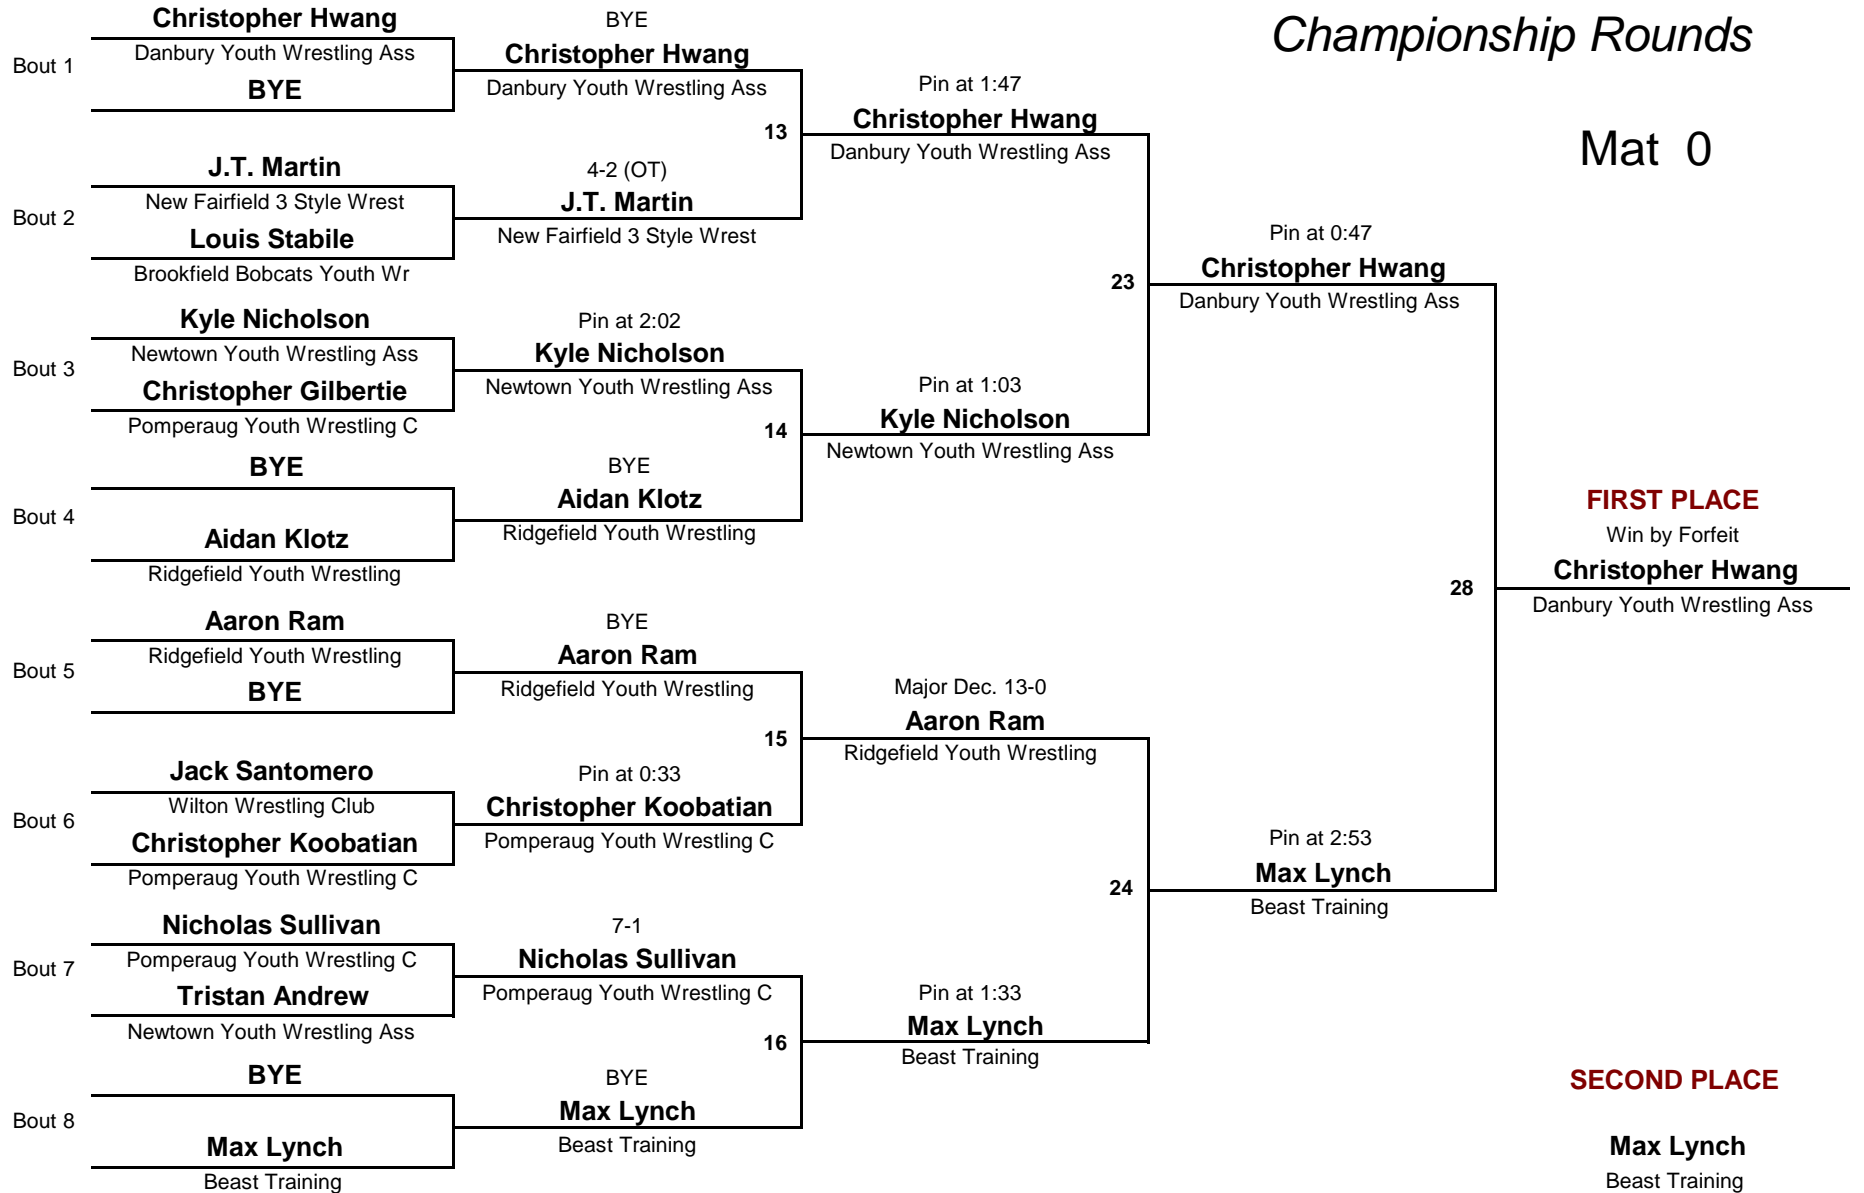 Championship Rounds
Mat 0
Bout 1
Christopher Hwang
Danbury Youth Wrestling Ass
BYE
Bout 2
J.T. Martin
New Fairfield 3 Style Wrest
Louis Stabile
Brookfield Bobcats Youth Wr
Bout 3
Kyle Nicholson
Newtown Youth Wrestling Ass
Christopher Gilbertie
Pomperaug Youth Wrestling C
Bout 4
BYE
Aidan Klotz
Ridgefield Youth Wrestling
Bout 5
Aaron Ram
Ridgefield Youth Wrestling
BYE
Bout 6
Jack Santomero
Wilton Wrestling Club
Christopher Koobatian
Pomperaug Youth Wrestling C
Bout 7
Nicholas Sullivan
Pomperaug Youth Wrestling C
Tristan Andrew
Newtown Youth Wrestling Ass
Bout 8
BYE
Max Lynch
Beast Training
BYE
Christopher Hwang
Danbury Youth Wrestling Ass
13
4-2 (OT)
J.T. Martin
New Fairfield 3 Style Wrest
Pin at 2:02
Kyle Nicholson
Newtown Youth Wrestling Ass
14
BYE
Aidan Klotz
Ridgefield Youth Wrestling
BYE
Aaron Ram
Ridgefield Youth Wrestling
15
Pin at 0:33
Christopher Koobatian
Pomperaug Youth Wrestling C
7-1
Nicholas Sullivan
Pomperaug Youth Wrestling C
16
BYE
Max Lynch
Beast Training
Pin at 1:47
Christopher Hwang
Danbury Youth Wrestling Ass
23
Pin at 1:03
Kyle Nicholson
Newtown Youth Wrestling Ass
Major Dec. 13-0
Aaron Ram
Ridgefield Youth Wrestling
24
Pin at 1:33
Max Lynch
Beast Training
Pin at 0:47
Christopher Hwang
Danbury Youth Wrestling Ass
28
Pin at 2:53
Max Lynch
Beast Training
FIRST PLACE
Win by Forfeit
Christopher Hwang
Danbury Youth Wrestling Ass
SECOND PLACE
Max Lynch
Beast Training